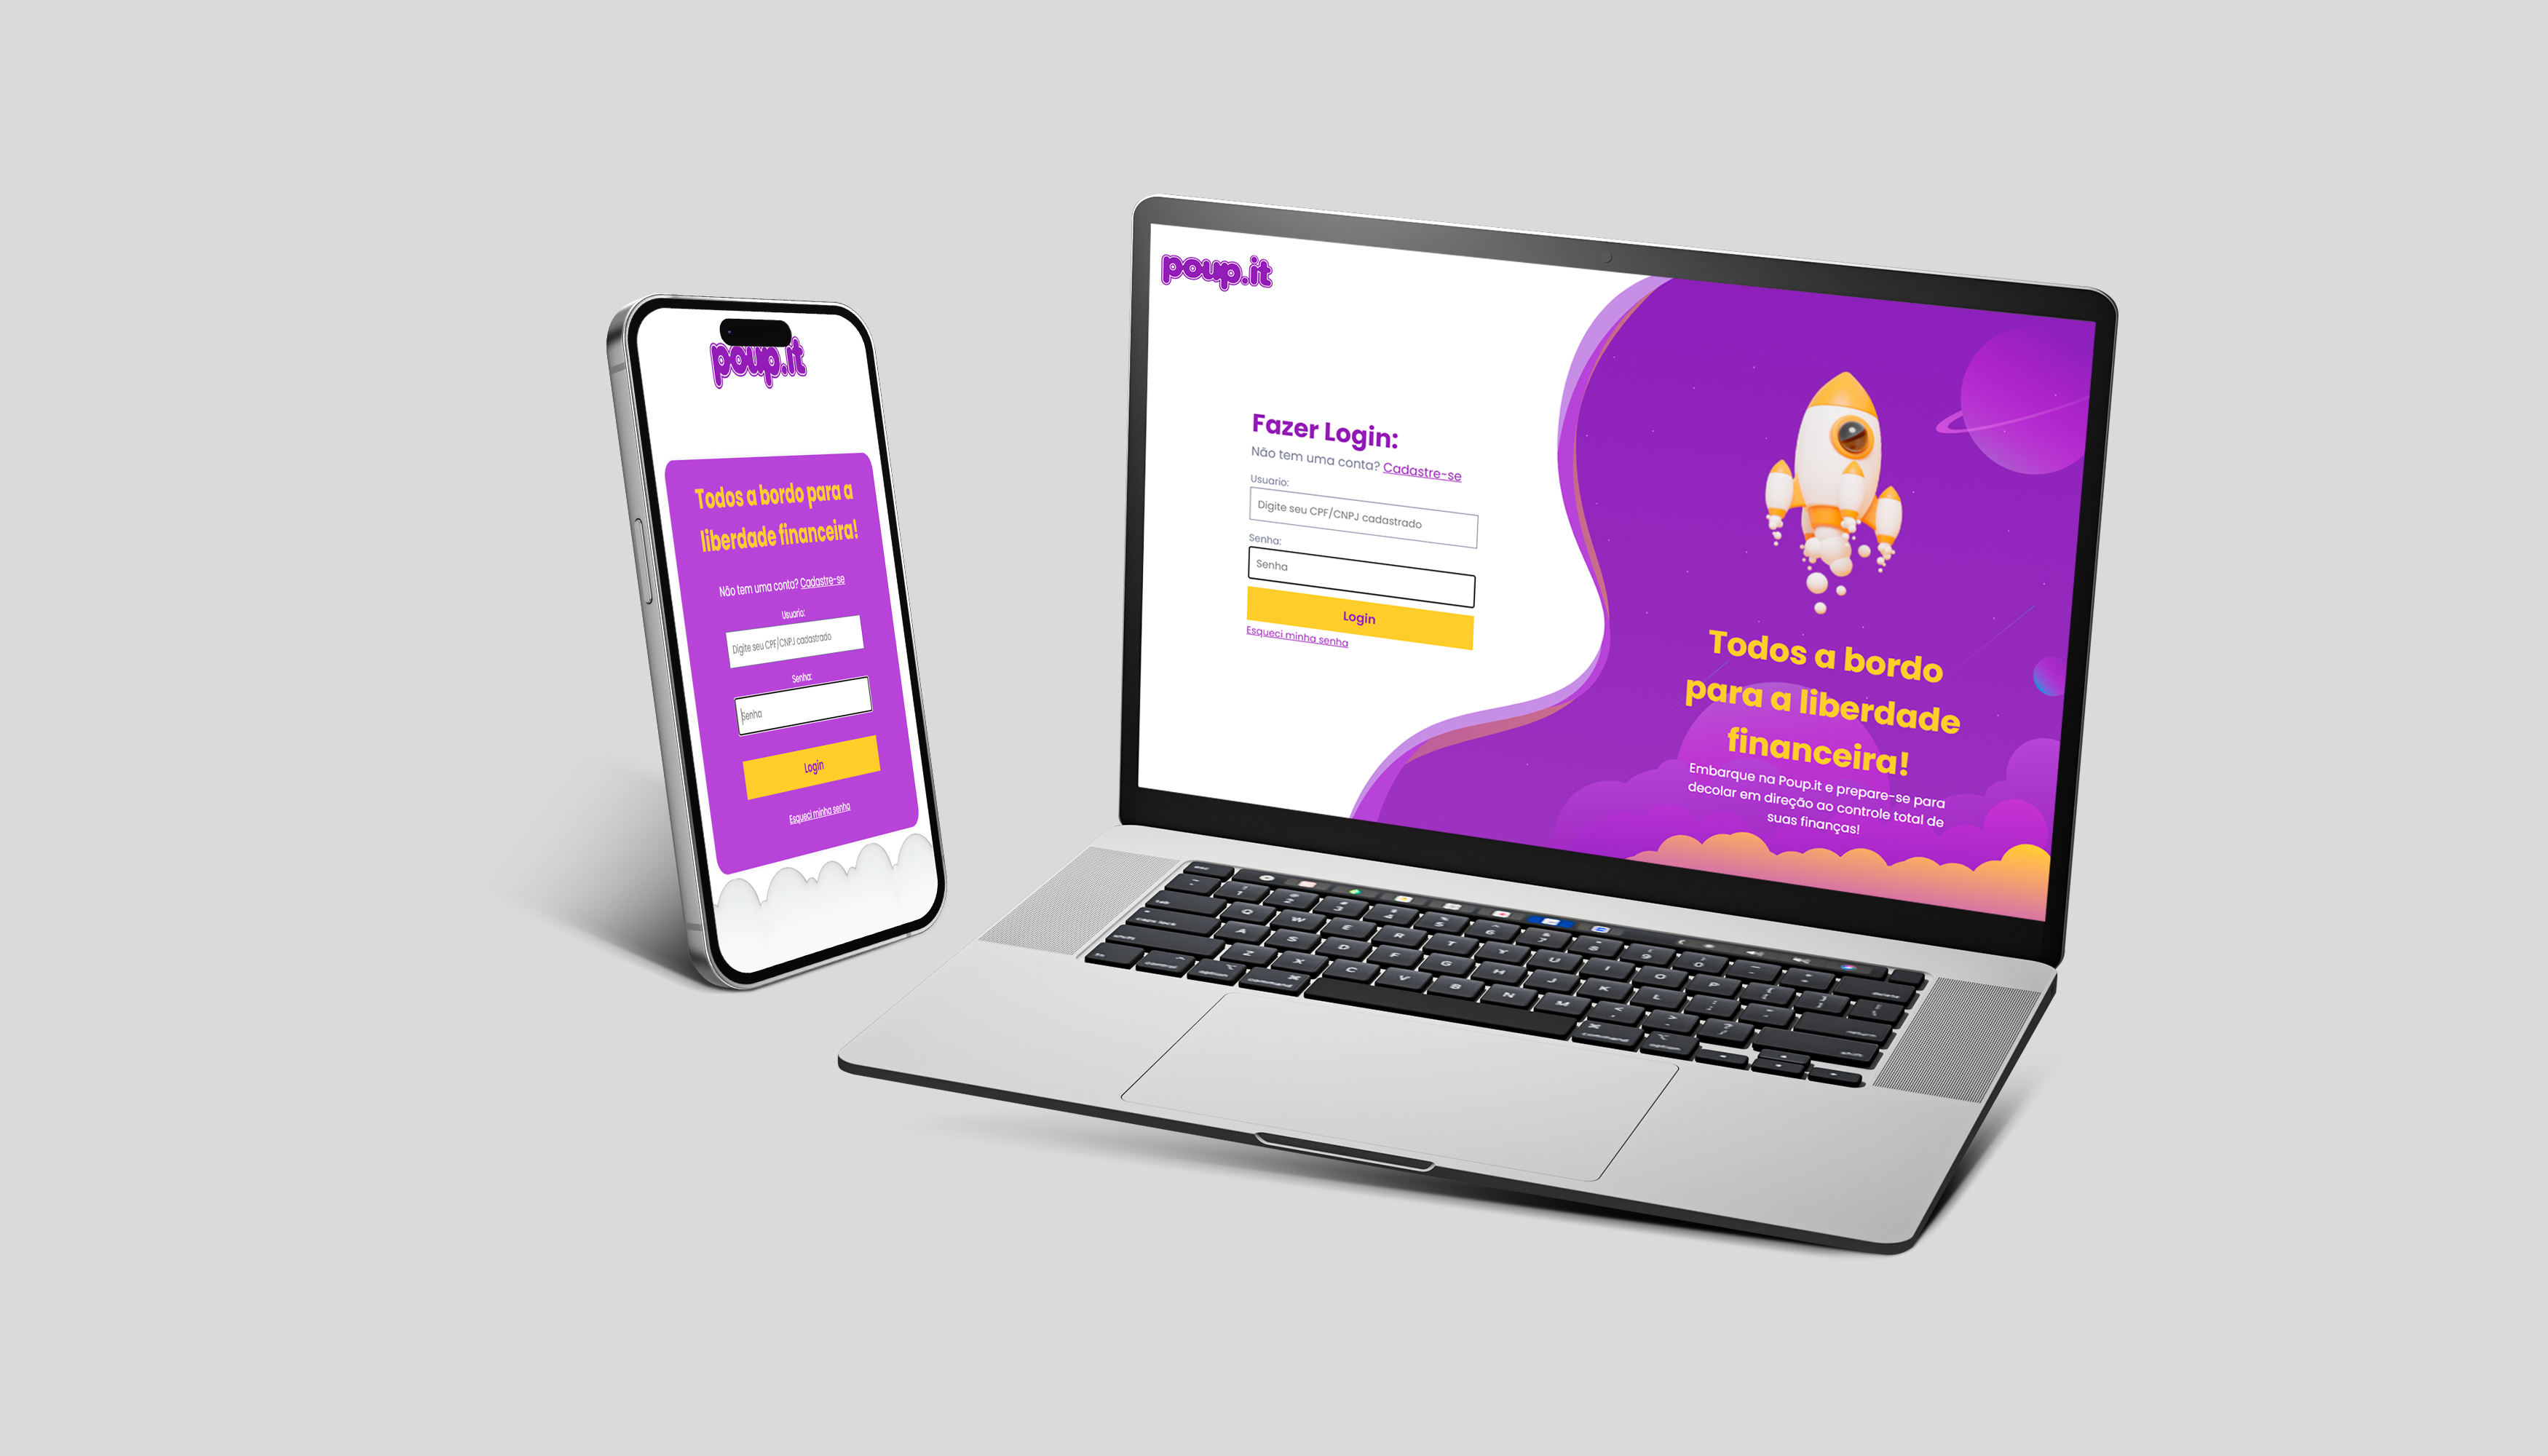 poup.it
Todos a bordo para a
liberdade financeira!
Não tem uma conta? Cadastre-se
Usuario:
Digite seu CPF/CNPJ cadastrado
Senha:
Senha
Login
Esqueci minha senha
poup.it
Fazer Login:
Não tem uma conta? Cadastre-se
Usuario:
Digite seu CPF/CNPJ cadastrado
Senha:
Senha
Login
Esqueci minha senha
Todos a bordo
para a liberdade
financeira!
Embarque na Poup.it e prepare-se para
decolar em direção ao controle total de
suas finanças!
Q W E R T Y U I O P
A S D F G H J K L
Z X C V B N M